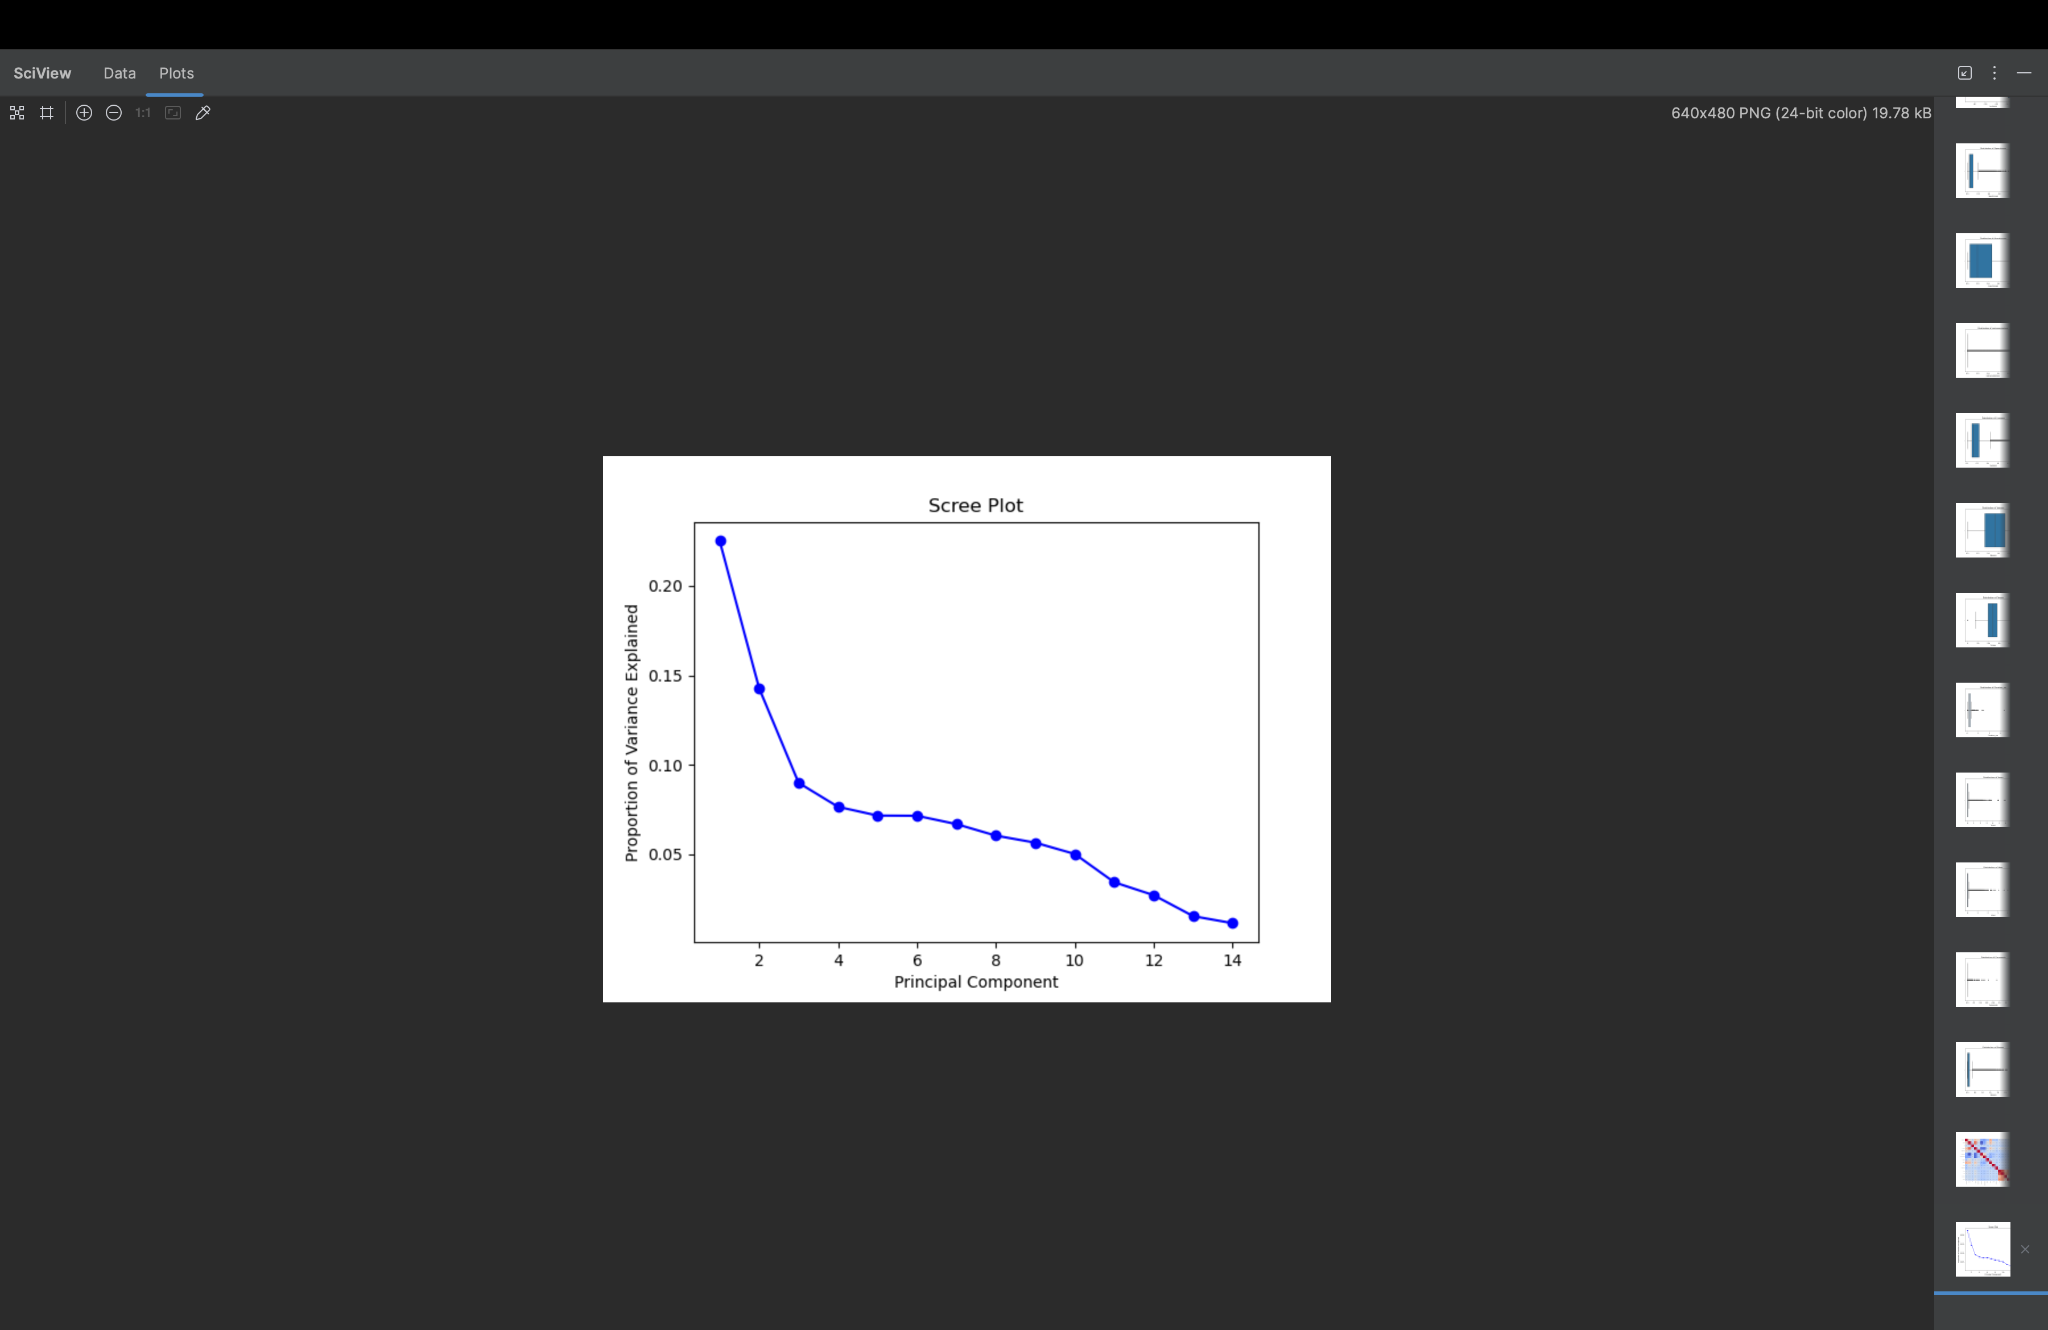 SciView Data Plots
1:1
640x480 PNG (24-bit color) 19.78 kB
Scree Plot
Proportion of Variance Explained
0.20
0.15
0.10
0.05
2 4 6 8 10 12 14
Principal Component